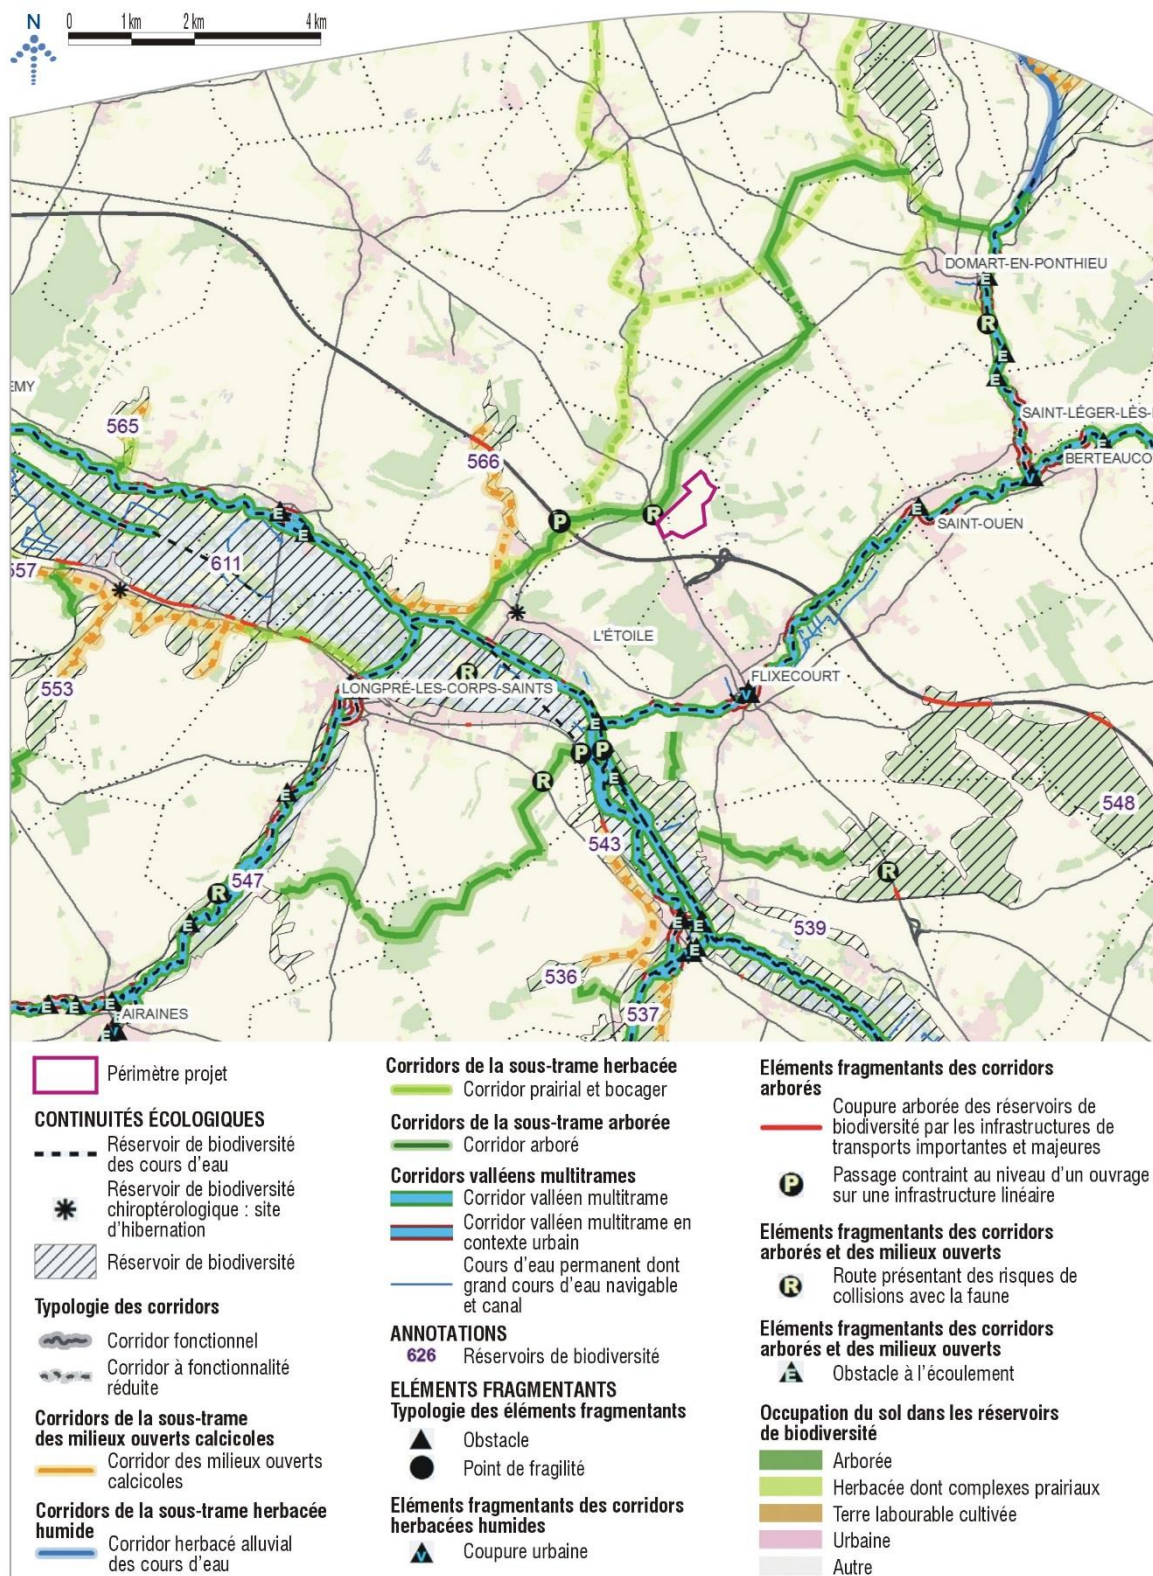 N
0 1 km 2 km 4 km
DOMART-EN-PONTHIEU
E
R
E
E
EMY
565
566
SAINT-LÉGER-LÈS-
BERTEAUCO
E
V
P
R
E
SAINT-OUEN
E
E
611
557
L'ÉTOILE
FLIXECOURT
V
553
R
LONGPRÉ-LES-CORPS-SAINTS
E
P
P
R
E
548
E
543
R
547
R
E
E
E
E
539
536
537
E
E
E
AIRAINES
E
V
Périmètre projet
CONTINUITÉS ÉCOLOGIQUES
Réservoir de biodiversité
des cours d'eau
Réservoir de biodiversité
chiroptérologique : site
d'hibernation
Réservoir de biodiversité
Typologie des corridors
Corridor fonctionnel
Corridor à fonctionnalité
réduite
Corridors de la sous-trame
des milieux ouverts calcicoles
Corridor des milieux ouverts
calcicoles
Corridors de la sous-trame herbacée
humide
Corridor herbacé alluvial
des cours d'eau
Corridors de la sous-trame herbacée
Corridor prairial et bocager
Corridors de la sous-trame arborée
Corridor arboré
Corridors valléens multitrames
Corridor valléen multitrame
Corridor valléen multitrame en
contexte urbain
Cours d'eau permanent dont
grand cours d'eau navigable
et canal
ANNOTATIONS
626 Réservoirs de biodiversité
ELÉMENTS FRAGMENTANTS
Typologie des éléments fragmentants
Obstacle
Point de fragilité
Eléments fragmentants des corridors
herbacées humides
V Coupure urbaine
Eléments fragmentants des corridors
arborés
Coupure arborée des réservoirs de
biodiversité par les infrastructures de
transports importantes et majeures
P Passage contraint au niveau d'un ouvrage
sur une infrastructure linéaire
Eléments fragmentants des corridors
arborés et des milieux ouverts
R Route présentant des risques de
collisions avec la faune
Eléments fragmentants des corridors
arborés et des milieux ouverts
E Obstacle à l'écoulement
Occupation du sol dans les réservoirs
de biodiversité
Arborée
Herbacée dont complexes prairiaux
Terre labourable cultivée
Urbaine
Autre